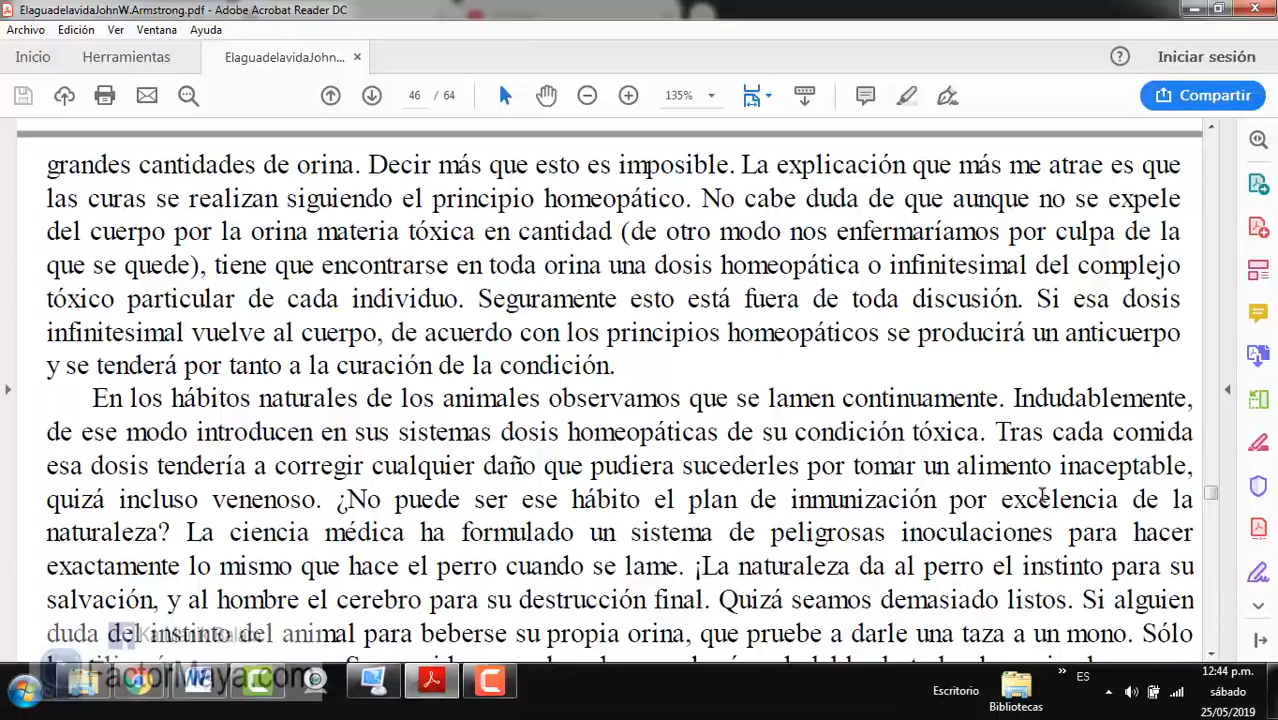 ElaguadelavidaJohnW.Armstrong.pdf - Adobe Acrobat Reader DC
Archivo Edición Ver Ventana Ayuda
Inicio Herramientas ElaguadelavidaJohn... × Iniciar sesión
46 / 64 135% Compartir
grandes cantidades de orina. Decir más que esto es imposible. La explicación que más me atrae es que
las curas se realizan siguiendo el principio homeopático. No cabe duda de que aunque no se expele
del cuerpo por la orina materia tóxica en cantidad (de otro modo nos enfermaríamos por culpa de la
que se quede), tiene que encontrarse en toda orina una dosis homeopática o infinitesimal del complejo
tóxico particular de cada individuo. Seguramente esto está fuera de toda discusión. Si esa dosis
infinitesimal vuelve al cuerpo, de acuerdo con los principios homeopáticos se producirá un anticuerpo
y se tenderá por tanto a la curación de la condición.
En los hábitos naturales de los animales observamos que se lamen continuamente. Indudablemente,
de ese modo introducen en sus sistemas dosis homeopáticas de su condición tóxica. Tras cada comida
esa dosis tendería a corregir cualquier daño que pudiera sucederles por tomar un alimento inaceptable,
quizá incluso venenoso. ¿No puede ser ese hábito el plan de inmunización por excelencia de la
naturaleza? La ciencia médica ha formulado un sistema de peligrosas inoculaciones para hacer
exactamente lo mismo que hace el perro cuando se lame. ¡La naturaleza da al perro el instinto para su
salvación, y al hombre el cerebro para su destrucción final. Quizá seamos demasiado listos. Si alguien
duda del instinto del animal para beberse su propia orina, que pruebe a darle una taza a un mono. Sólo
FactorMaya.com
Escritorio
Bibliotecas
ES
12:44 p.m.
sábado
25/05/2019